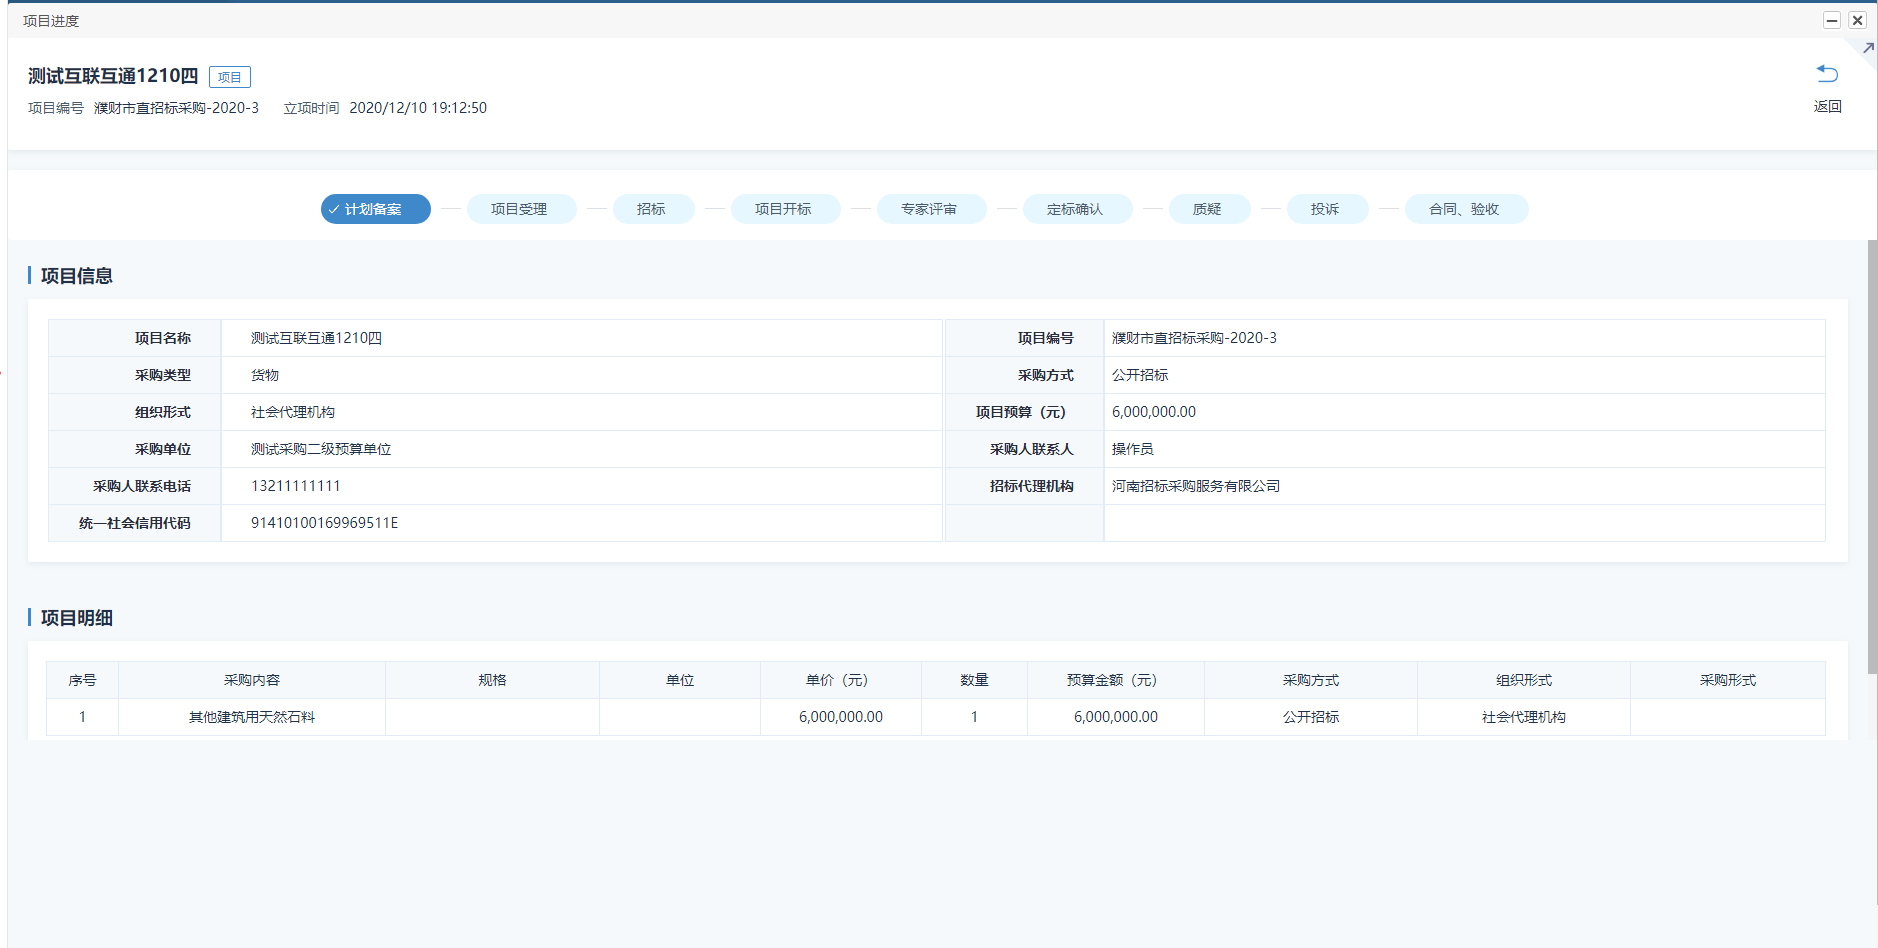 项目进度
测试互联互通1210四 项目
项目编号 濮财市直招标采购-2020-3 立项时间 2020/12/10 19:12:50
返回
计划备案 项目受理 招标 项目开标 专家评审 定标确认 质疑 投诉 合同、验收
项目信息
项目名称 测试互联互通1210四 项目编号 濮财市直招标采购-2020-3
采购类型 货物 采购方式 公开招标
组织形式 社会代理机构 项目预算（元） 6,000,000.00
采购单位 测试采购二级预算单位 采购人联系人 操作员
采购人联系电话 13211111111 招标代理机构 河南招标采购服务有限公司
统一社会信用代码 91410100169969511E
项目明细
序号 采购内容 规格 单位 单价（元） 数量 预算金额（元） 采购方式 组织形式 采购形式
1 其他建筑用天然石料 6,000,000.00 1 6,000,000.00 公开招标 社会代理机构